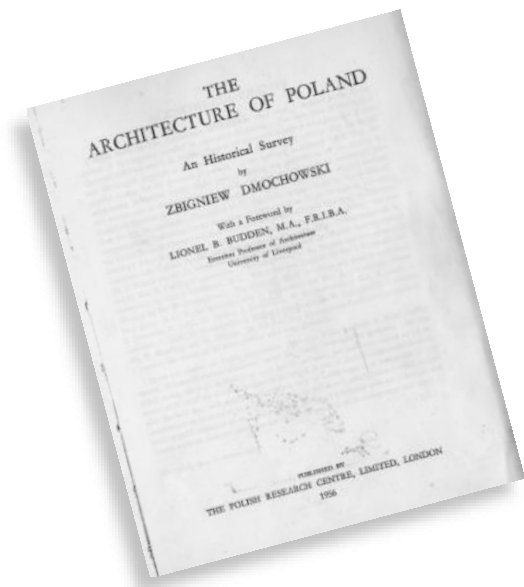 THE
ARCHITECTURE OF POLAND
An Historical Survey
by
ZBIGNIEW DMOCHOWSKI
With a Foreword by
LIONEL B. BUDDEN, M.A., F.R.I.B.A.
Emeritus Professor of Architecture
University of Liverpool
PUBLISHED BY
THE POLISH RESEARCH CENTRE, LIMITED, LONDON
1956